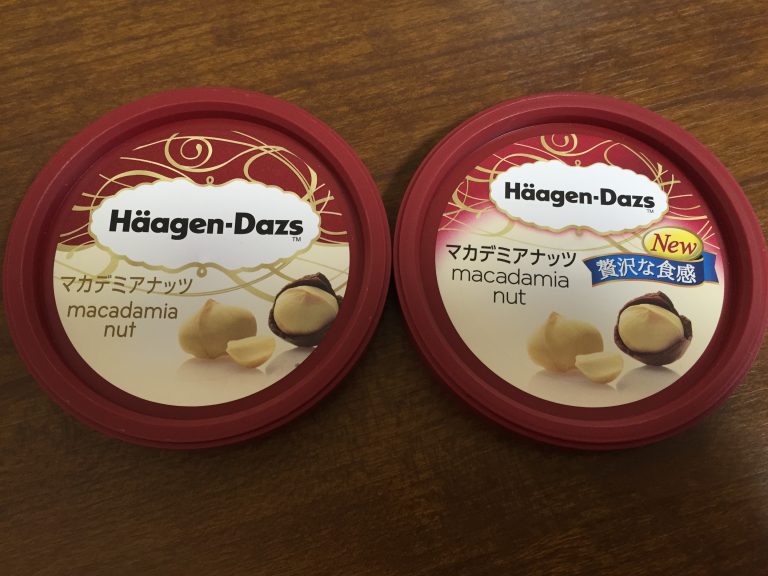 Häagen-Dazs
TM
マカデミアナッツ
macadamia
nut
Häagen-Dazs
TM
New
マカデミアナッツ
贅沢な食感
macadamia
nut